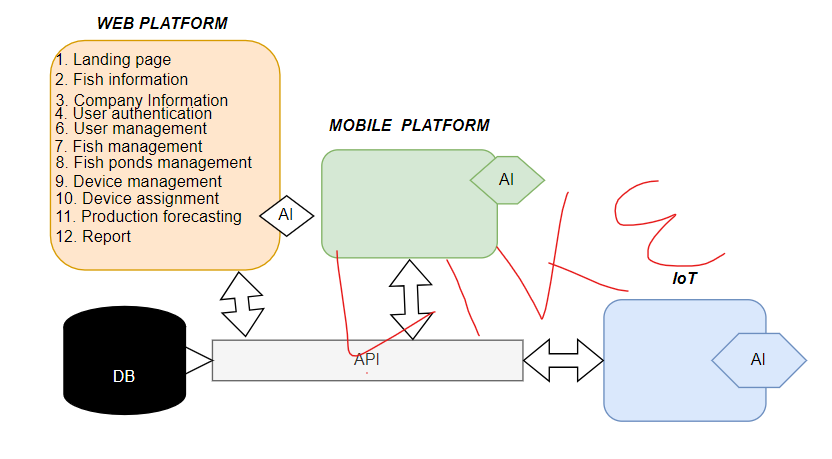 WEB PLATFORM
1. Landing page
2. Fish information
3. Company Information
4. User authentication
6. User management
7. Fish management
8. Fish ponds management
9. Device management
10. Device assignment
11. Production forecasting
12. Report
AI
MOBILE PLATFORM
AI
IoT
AI
API
DB